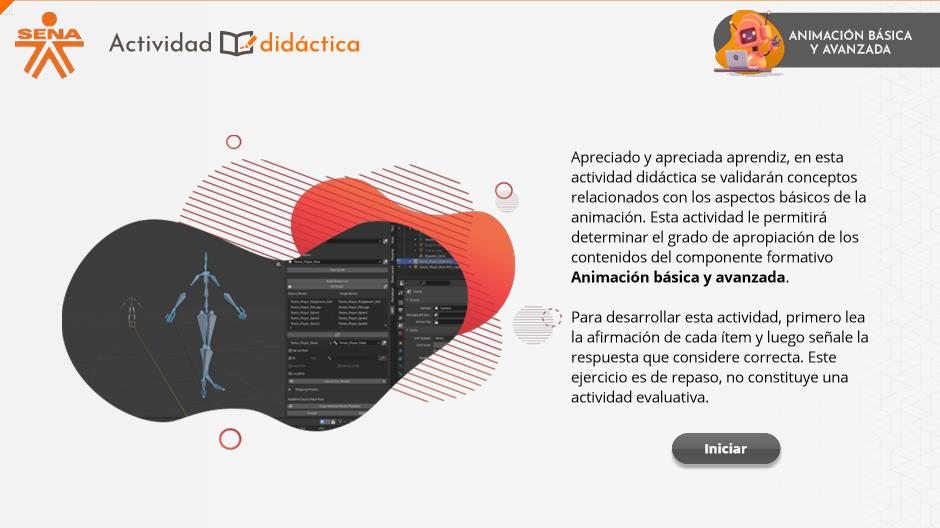 SENA
Actividad didáctica
ANIMACIÓN BÁSICA
Y AVANZADA
Apreciado y apreciada aprendiz, en esta
actividad didáctica se validarán conceptos
relacionados con los aspectos básicos de la
animación. Esta actividad le permitirá
determinar el grado de apropiación de los
contenidos del componente formativo
Animación básica y avanzada.
Para desarrollar esta actividad, primero lea
la afirmación de cada ítem y luego señale la
respuesta que considere correcta. Este
ejercicio es de repaso, no constituye una
actividad evaluativa.
Iniciar